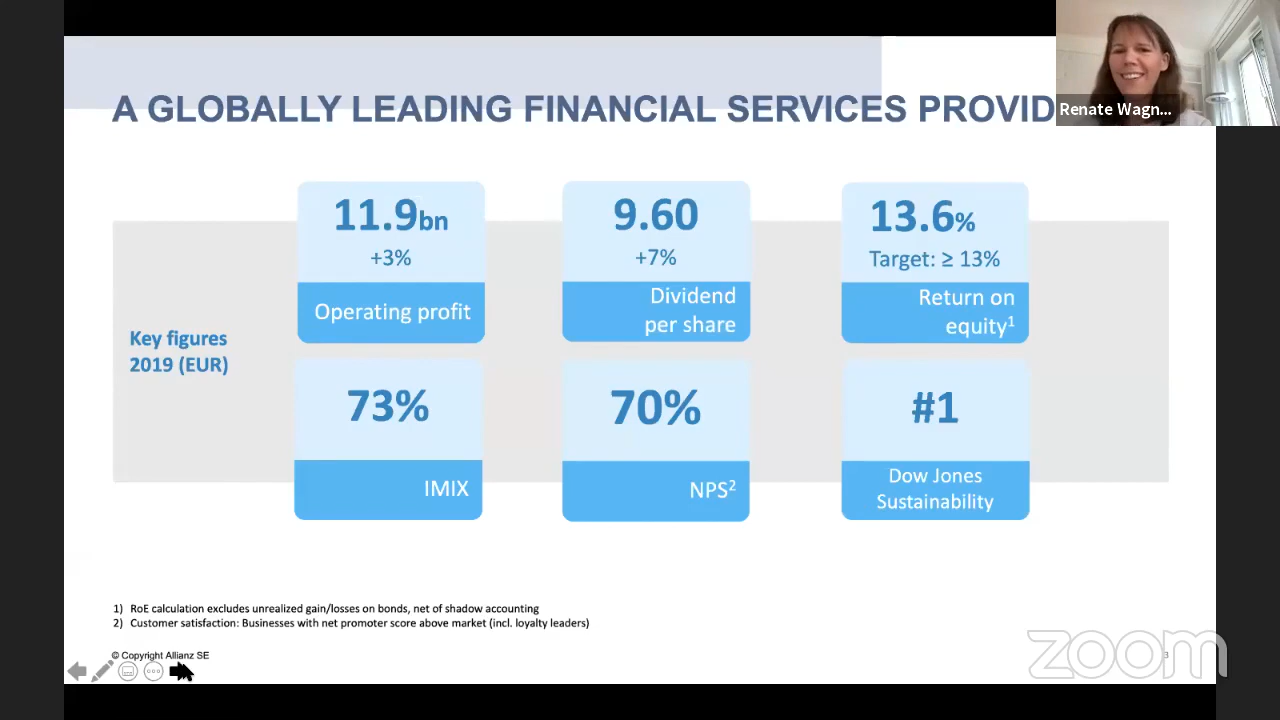 A GLOBALLY LEADING FINANCIAL SERVICES PROVID
Renate Wagn...
11.9bn
+3%
Operating profit
9.60
+7%
Dividend
per share
13.6%
Target: ≥ 13%
Return on
equity¹
Key figures
2019 (EUR)
73%
IMIX
70%
NPS²
#1
Dow Jones
Sustainability
1) RoE calculation excludes unrealized gain/losses on bonds, net of shadow accounting
2) Customer satisfaction: Businesses with net promoter score above market (incl. loyalty leaders)
© Copyright Allianz SE
3
zoom